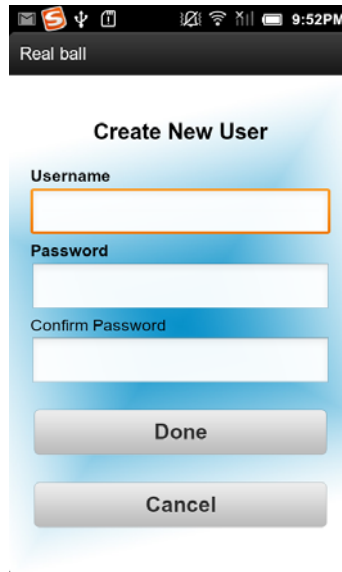 9:52PM
Real ball
Create New User
Username
Password
Confirm Password
Done
Cancel